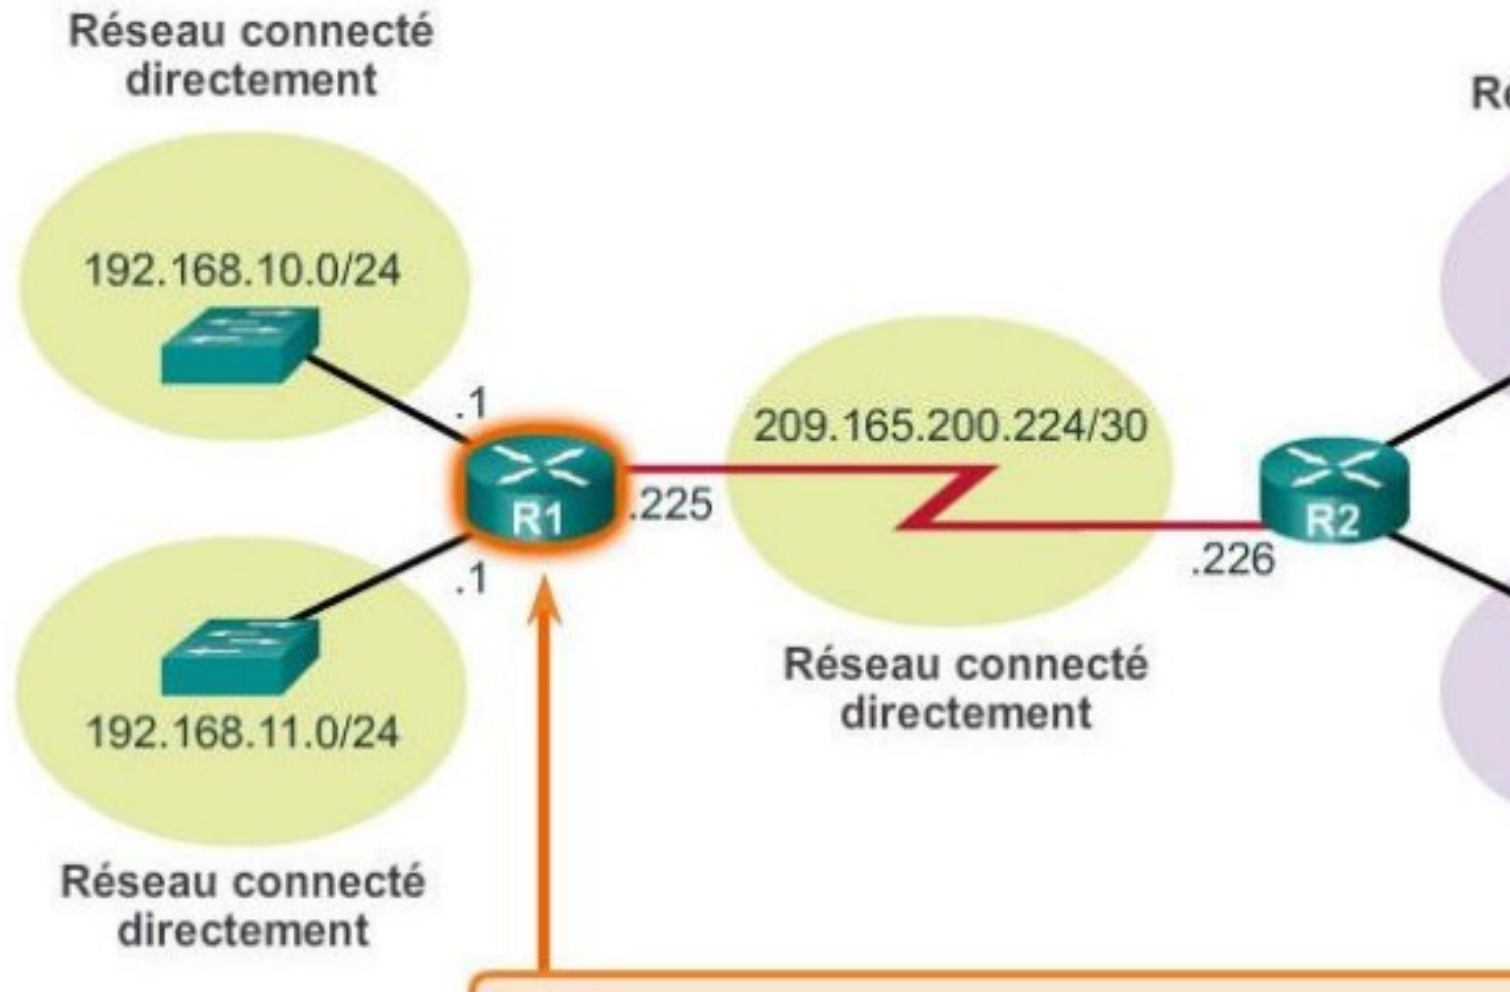 Réseau connecté
directement
192.168.10.0/24
.1
R1
.225
209.165.200.224/30
.226
R2
Réseau connecté
directement
.1
192.168.11.0/24
Réseau connecté
directement